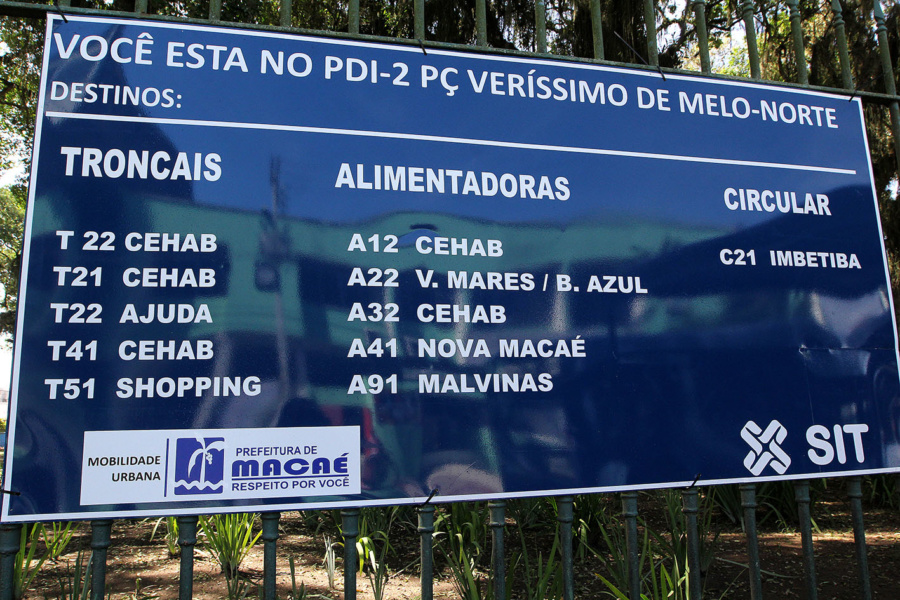 VOCÊ ESTA NO PDI-2 PÇ VERÍSSIMO DE MELO-NORTE
DESTINOS:
TRONCAIS
T 22 CEHAB
T21 CEHAB
T22 AJUDA
T41 CEHAB
T51 SHOPPING
ALIMENTADORAS
A12 CEHAB
A22 V. MARES / B. AZUL
A32 CEHAB
A41 NOVA MACAÉ
A91 MALVINAS
CIRCULAR
C21 IMBETIBA
MOBILIDADE
URBANA
PREFEITURA DE
MACAÉ
RESPEITO POR VOCÊ
SIT